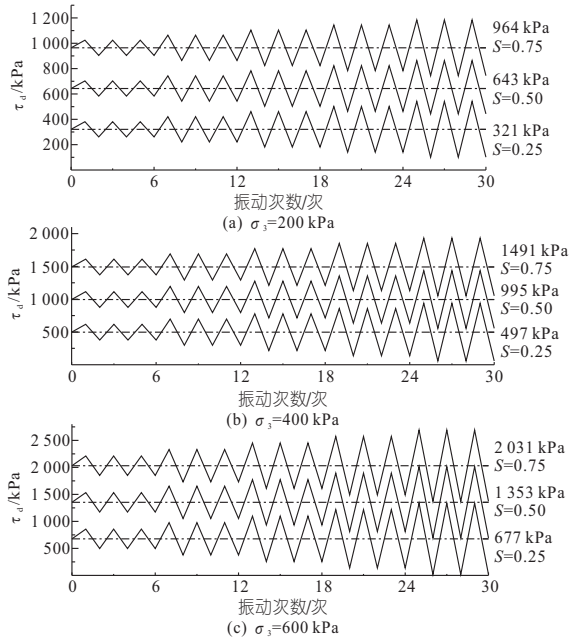 1 200
1 000
800
600
400
200
τd/kPa
964 kPa
S=0.75
643 kPa
S=0.50
321 kPa
S=0.25
0 6 12 18 24 30
振动次数/次
(a) σ3=200 kPa
2 000
1 500
1 000
500
τd/kPa
1491 kPa
S=0.75
995 kPa
S=0.50
497 kPa
S=0.25
0 6 12 18 24 30
振动次数/次
(b) σ3=400 kPa
2 500
2 000
1 500
1 000
500
τd/kPa
2 031 kPa
S=0.75
1 353 kPa
S=0.50
677 kPa
S=0.25
0 6 12 18 24 30
振动次数/次
(c) σ3=600 kPa